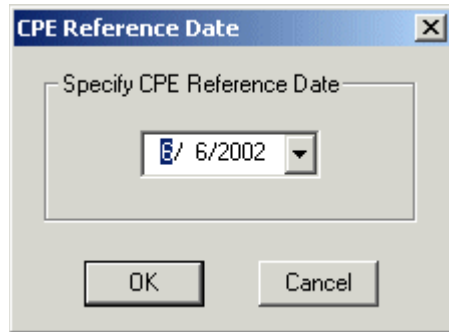 CPE Reference Date
Specify CPE Reference Date
6/ 6/2002
OK
Cancel